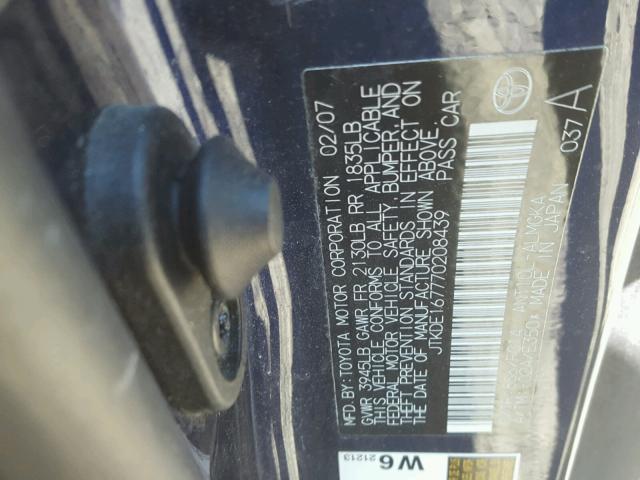 MFD.BY:TOYOTA MOTOR CORPORATION 02/07
GVWR 3945LB GAWR FR 2130LB RR 1835LB
THIS VEHICLE CONFORMS TO ALL APPLICABLE
FEDERAL MOTOR VEHICLE SAFETY, BUMPER, AND
THEFT PREVENTION STANDARDS IN EFFECT ON
THE DATE OF MANUFACTURE SHOWN ABOVE.
JTKDE167770208439 PASS CAR
037 A
MADE IN JAPAN
W6
21213